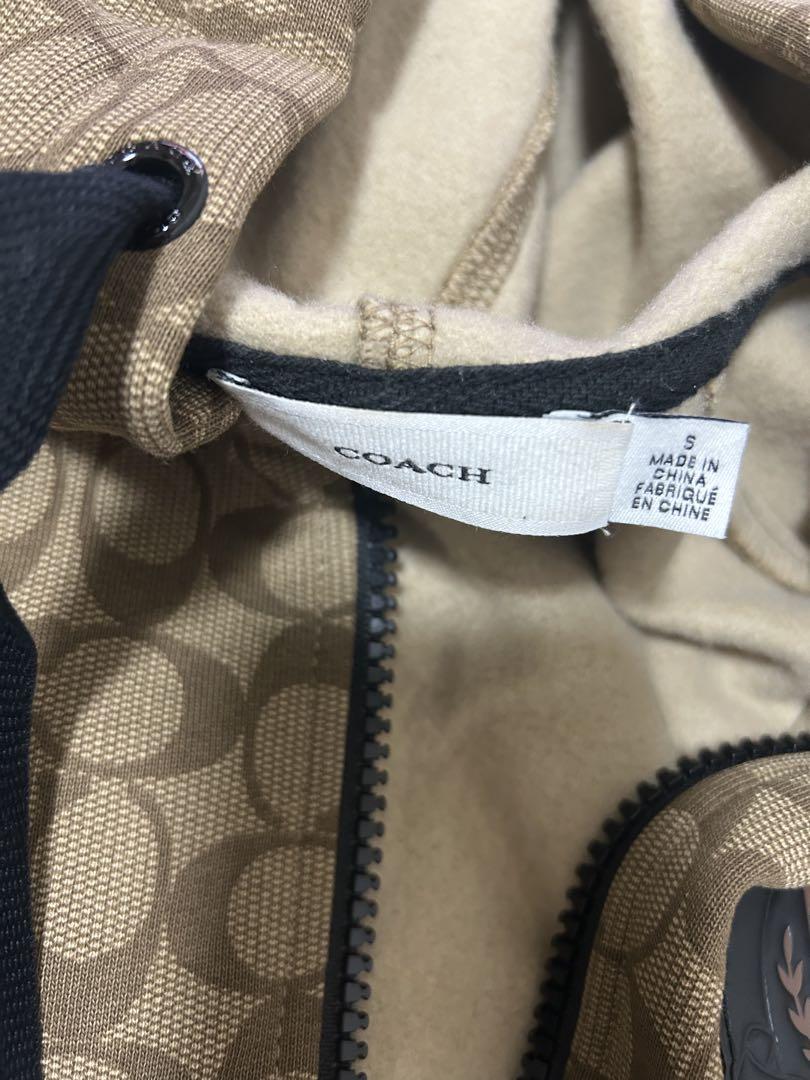 COACH
S
MADE IN
CHINA
FABRIQUÉ
EN CHINE